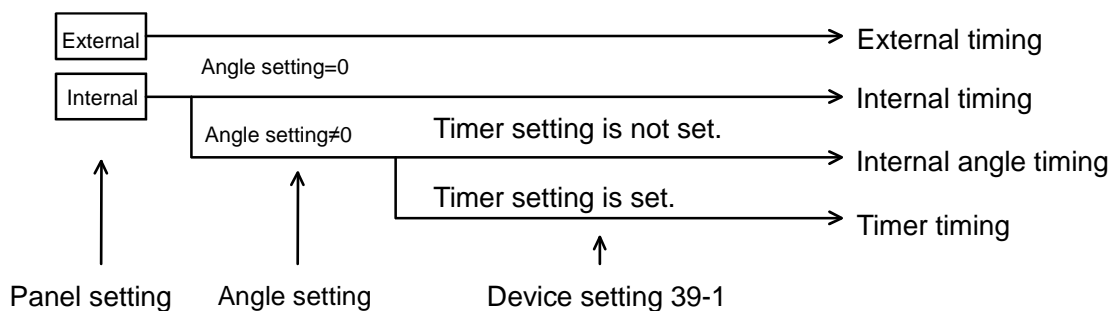 External
External timing
Angle setting=0
Internal
Internal timing
Angle setting≠0
Timer setting is not set.
Internal angle timing
Timer setting is set.
Timer timing
Panel setting
Angle setting
Device setting 39-1